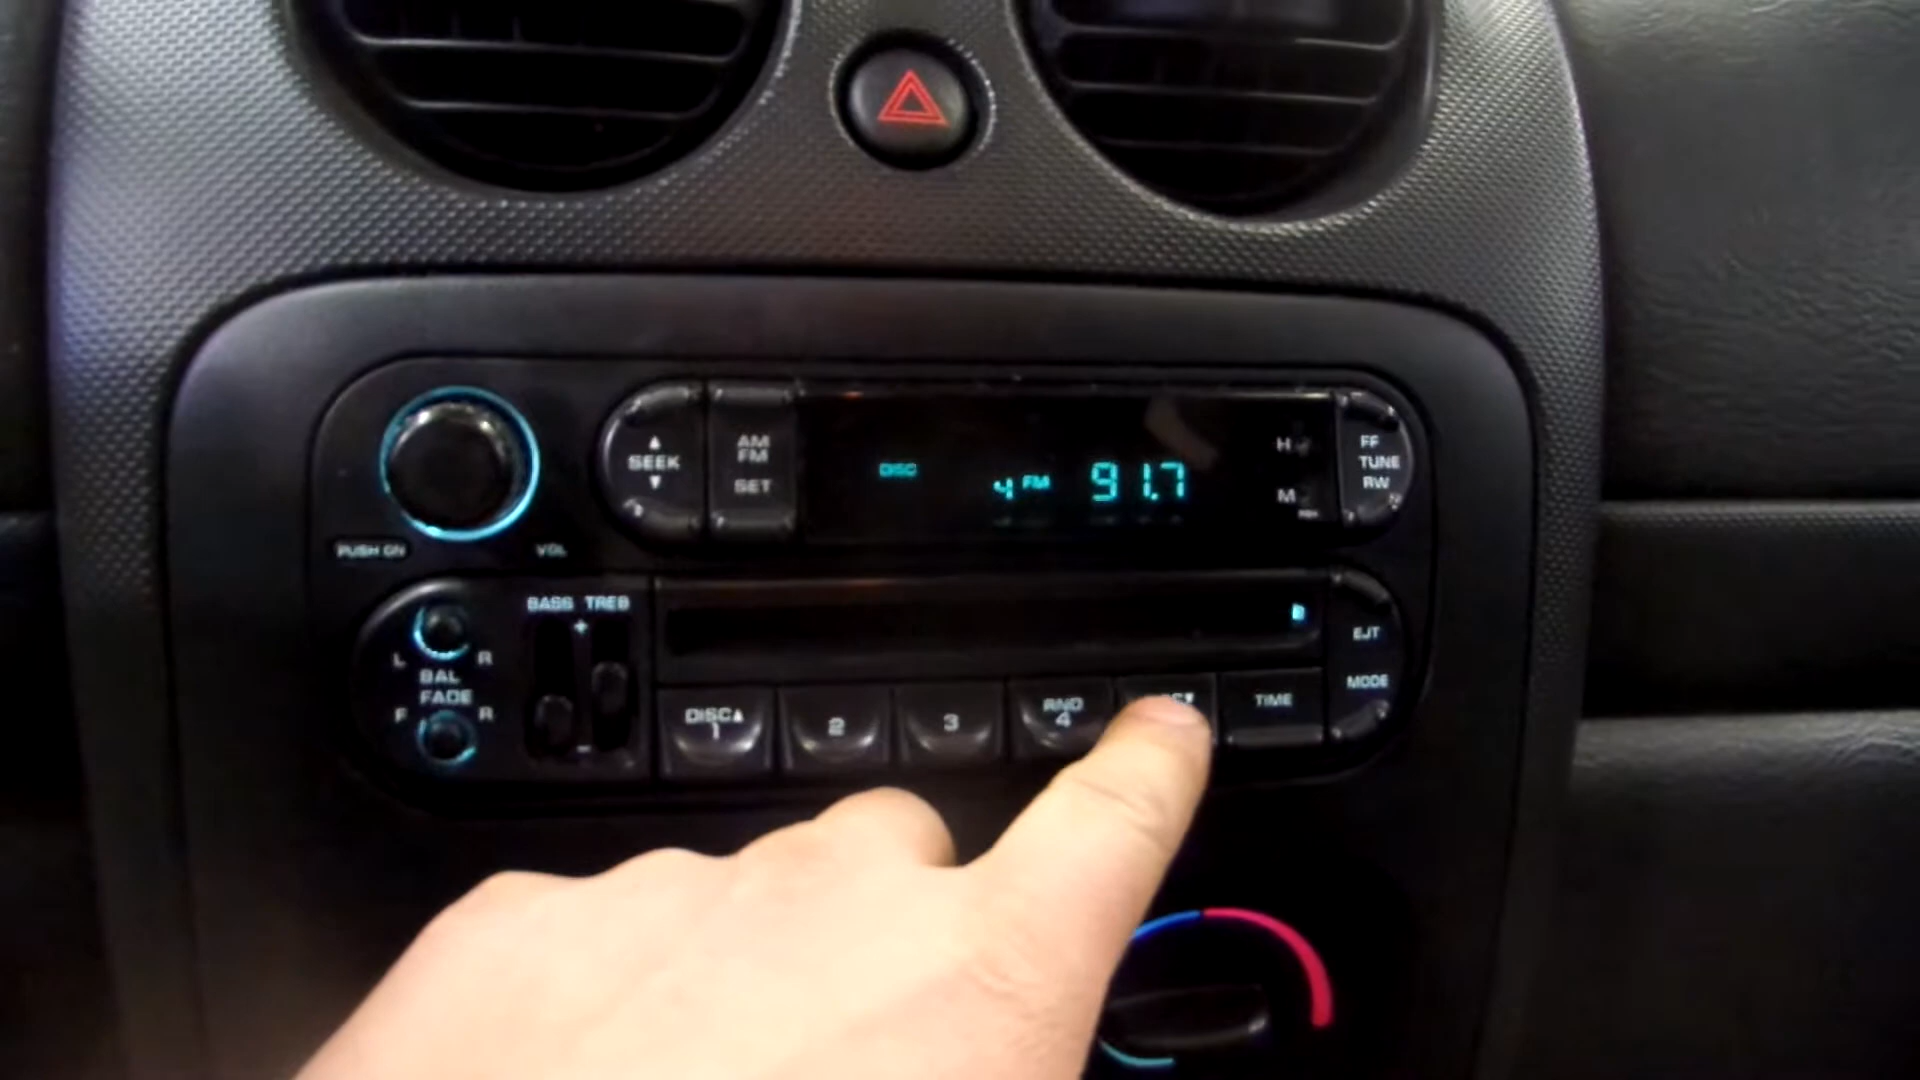 ▲
SEEK
▼
AM
FM
SET
DISC
4 FM 91.7
H
M
FF
TUNE
RW
PUSH ON
VOL
BASS TREB
+
−
L R
BAL
FADE
F R
EJT
MODE
DISC▲
1
2
3
RND
4
TIME